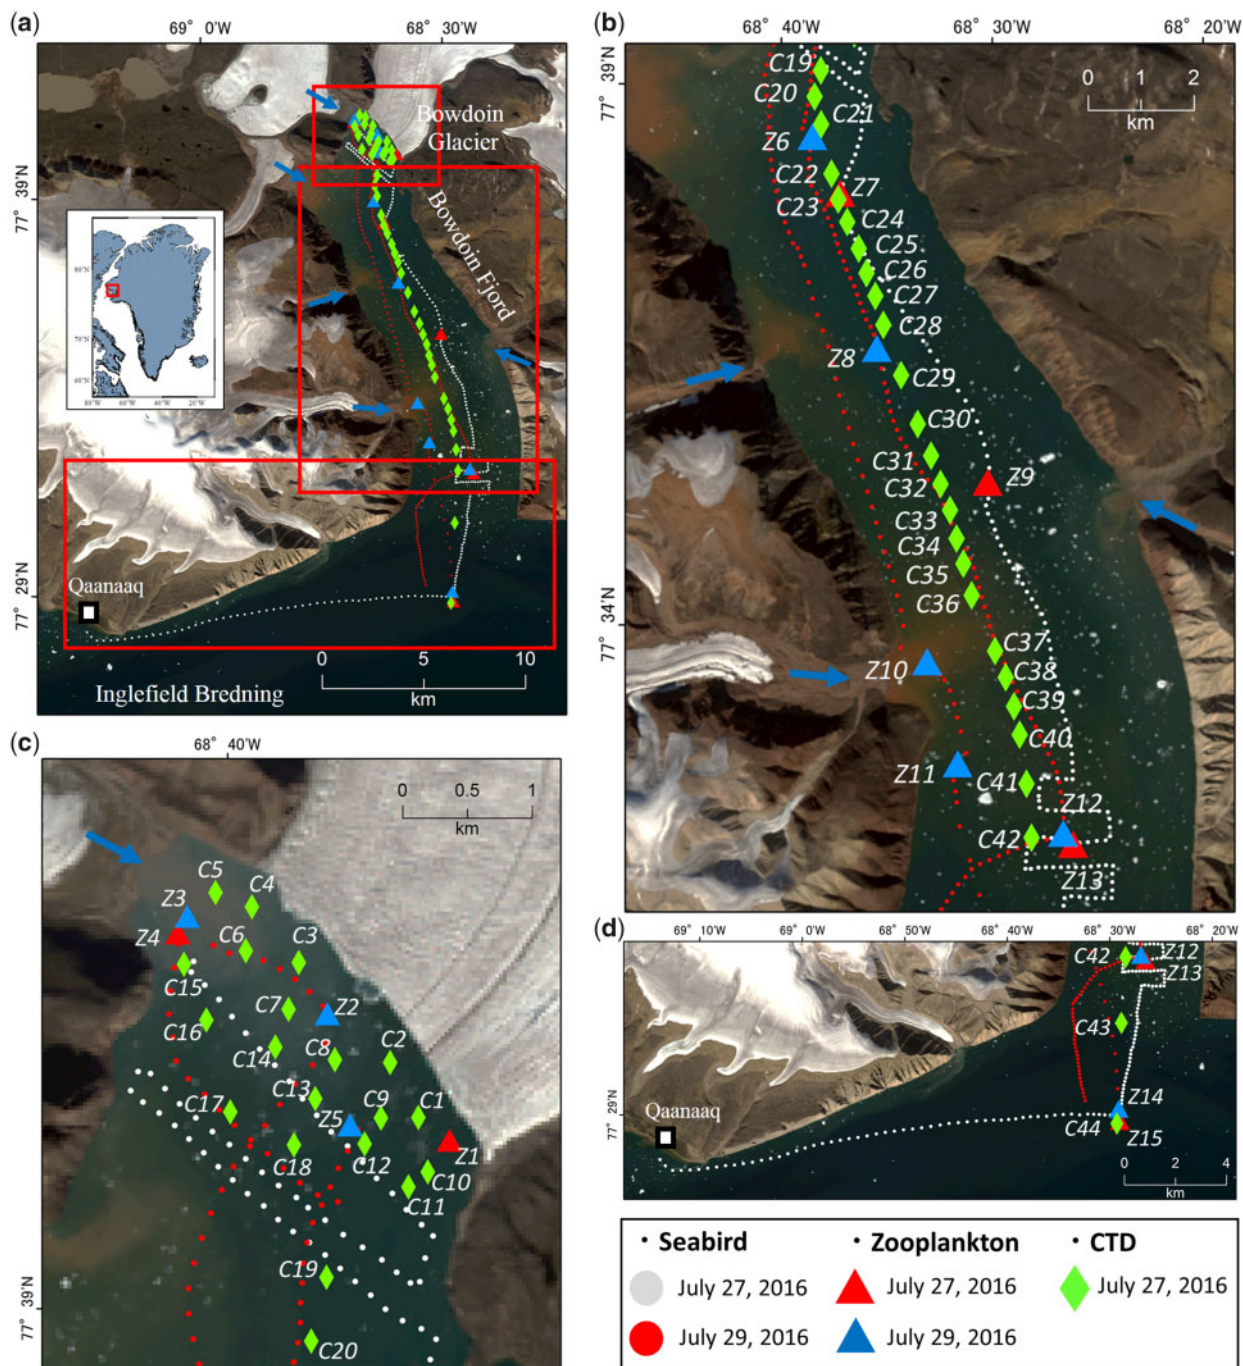 (a)
69° 0'W
68° 30'W
77° 39'N
77° 29'N
Bowdoin
Glacier
Bowdoin Fjord
80°N
70°N
60°N
80°W 60°W 40°W 20°W
Qaanaaq
Inglefield Bredning
0 5 10
km
(b)
68° 40'W
68° 30'W
68° 20'W
77° 39'N
77° 34'N
0 1 2
km
C19
C20
C21
Z6
C22
Z7
C23
C24
C25
C26
C27
C28
Z8
C29
C30
C31
Z9
C32
C33
C34
C35
C36
C37
Z10
C38
C39
C40
Z11
C41
Z12
C42
Z13
(c)
68° 40'W
77° 39'N
0 0.5 1
km
C5
C4
Z3
Z4
C6
C3
C15
C7
Z2
C16
C14
C8
C2
C13
C17
Z5
C9
C1
C18
C12
Z1
C10
C11
C19
C20
(d)
69° 10'W
69° 0'W
68° 50'W
68° 40'W
68° 30'W
68° 20'W
77° 29'N
C42
Z12
Z13
C43
Z14
C44
Z15
Qaanaaq
0 2 4
km
· Seabird
· Zooplankton
· CTD
July 27, 2016
July 27, 2016
July 27, 2016
July 29, 2016
July 29, 2016